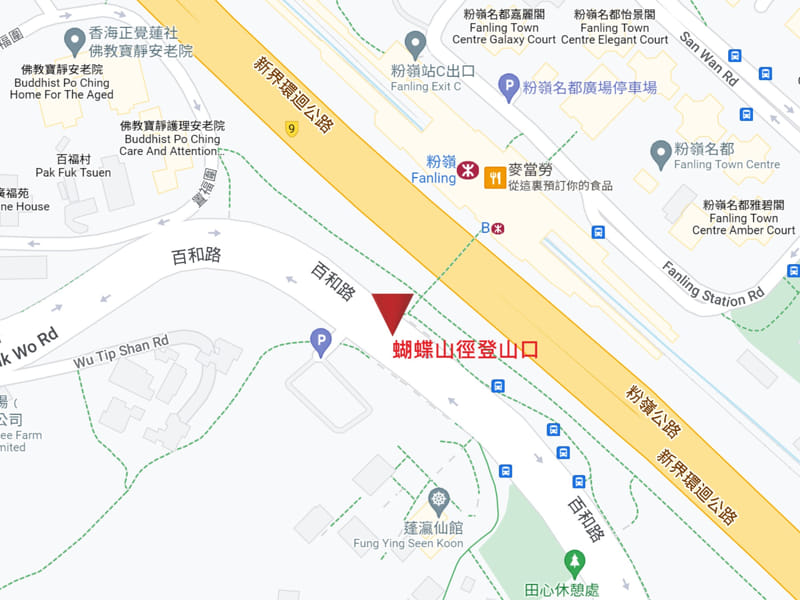 福圍
香海正覺蓮社
佛教寶靜安老院
佛教寶靜安老院
Buddhist Po Ching
Home For The Aged
佛教寶靜護理安老院
Buddhist Po Ching
Care And Attention...
百福村
Pak Fuk Tsuen
廣福苑
ne House
新界環迴公路
9
粉嶺站C出口
Fanling Exit C
粉嶺名都嘉麗閣
Fanling Town
Centre Galaxy Court
粉嶺名都怡景閣
Fanling Town
Centre Elegant Court
San Wan Rd
P
粉嶺名都廣場停車場
粉嶺
Fanling
麥當勞
從這裏預訂你的食品
粉嶺名都
Fanling Town Centre
粉嶺名都雅碧閣
Fanling Town
Centre Amber Court
B
Fanling Station Rd
百和路
百和路
k Wo Rd
Wu Tip Shan Rd
P
蝴蝶山徑登山口
場（
公司
ee Farm
mited
粉嶺公路
新界環迴公路
百和路
蓬瀛仙館
Fung Ying Seen Koon
田心休憩處